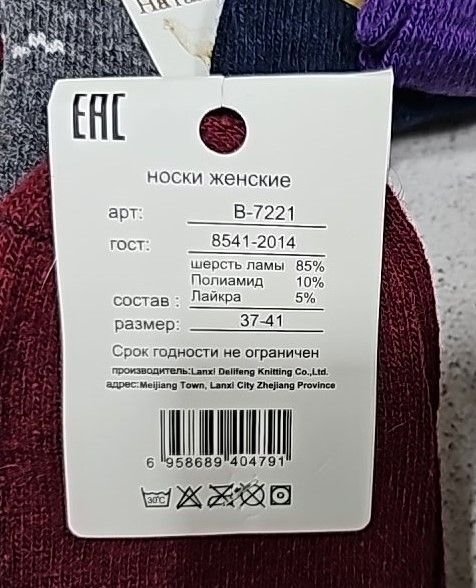 EAC
носки женские
арт: B-7221
гост: 8541-2014
шерсть ламы 85%
Полиамид 10%
состав : Лайкра 5%
размер: 37-41
Срок годности не ограничен
производитель:Lanxi Delifeng Knitting Co.,Ltd.
адрес:Meijiang Town, Lanxi City Zhejiang Province
6 958689 404791
30°C